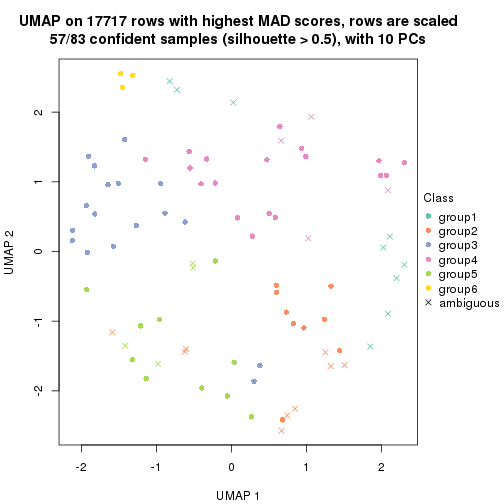 UMAP on 17717 rows with highest MAD scores, rows are scaled
57/83 confident samples (silhouette > 0.5), with 10 PCs
2
1
0
-1
-2
UMAP 2
-2
-1
0
1
2
UMAP 1
Class
group1
group2
group3
group4
group5
group6
ambiguous